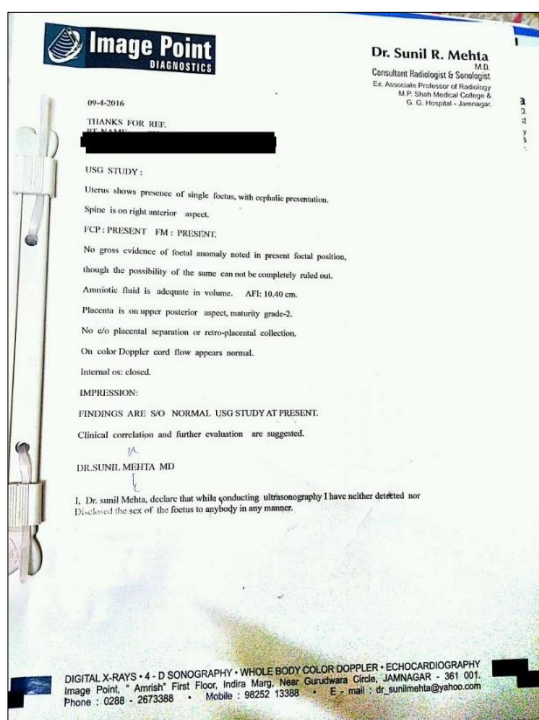 Image Point
DIAGNOSTICS
Dr. Sunil R. Mehta
M.D.
Consultant Radiologist & Sonologist
Ex. Associate Professor of Radiology
M.P. Shah Medical College &
G. G. Hospital - Jamnagar.
09-4-2016
THANKS FOR REF.
PT. NAME
USG STUDY :
Uterus shows presence of single foetus, with cephalic presentation.
Spine is on right anterior aspect.
FCP : PRESENT FM : PRESENT.
No gross evidence of foetal anomaly noted in present foetal position,
though the possibility of the same can not be completely ruled out.
Amniotic fluid is adequate in volume. AFI: 10.40 cm.
Placenta is on upper posterior aspect, maturity grade-2.
No e/o placental separation or retro-placental collection.
On color Doppler cord flow appears normal.
Internal os: closed.
IMPRESSION:
FINDINGS ARE S/O NORMAL USG STUDY AT PRESENT.
Clinical correlation and further evaluation are suggested.
DR.SUNIL MEHTA MD
I, Dr. sunil Mehta, declare that while conducting ultrasonography I have neither detected nor
Disclosed the sex of the foetus to anybody in any manner.
DIGITAL X-RAYS • 4 - D SONOGRAPHY • WHOLE BODY COLOR DOPPLER • ECHOCARDIOGRAPHY
Image Point, " Amrish" First Floor, Indira Marg, Near Gurudwara Circle, JAMNAGAR - 361 001.
Phone : 0288 - 2673388 • Mobile : 98252 13388 • E - mail : dr_sunilmehta@yahoo.com